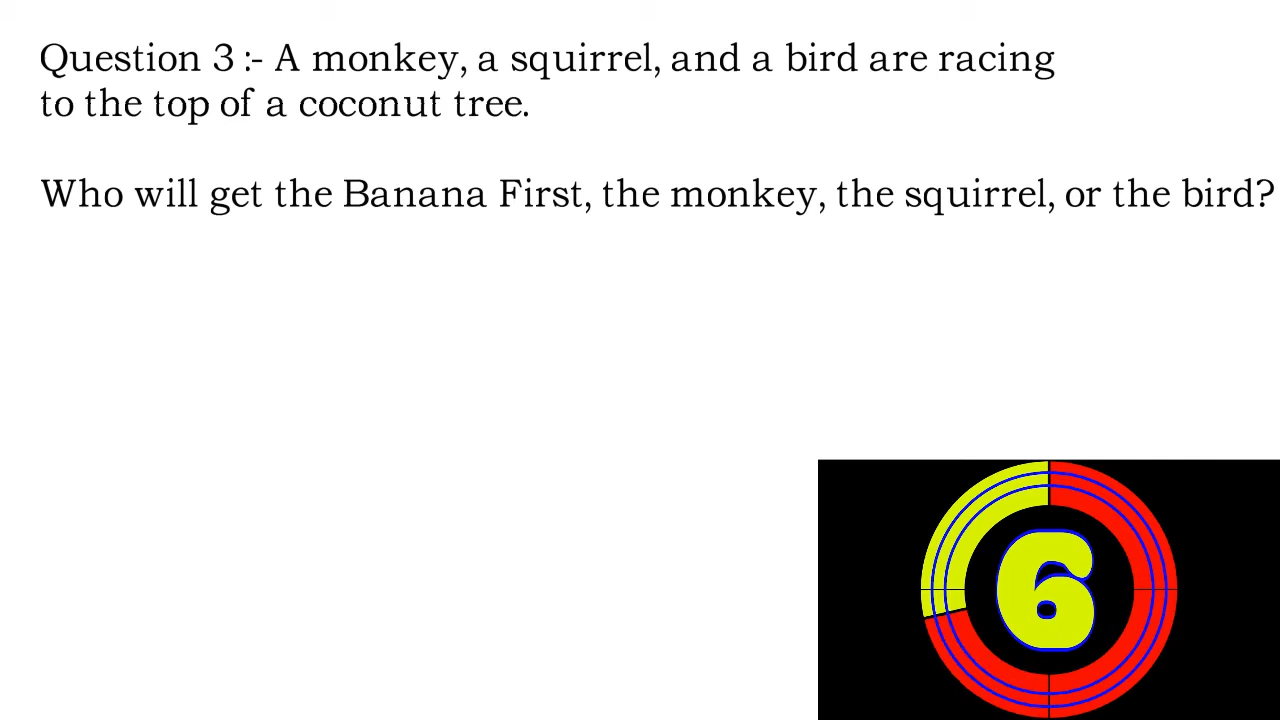 Question 3 :- A monkey, a squirrel, and a bird are racing
to the top of a coconut tree.
Who will get the Banana First, the monkey, the squirrel, or the bird?
6